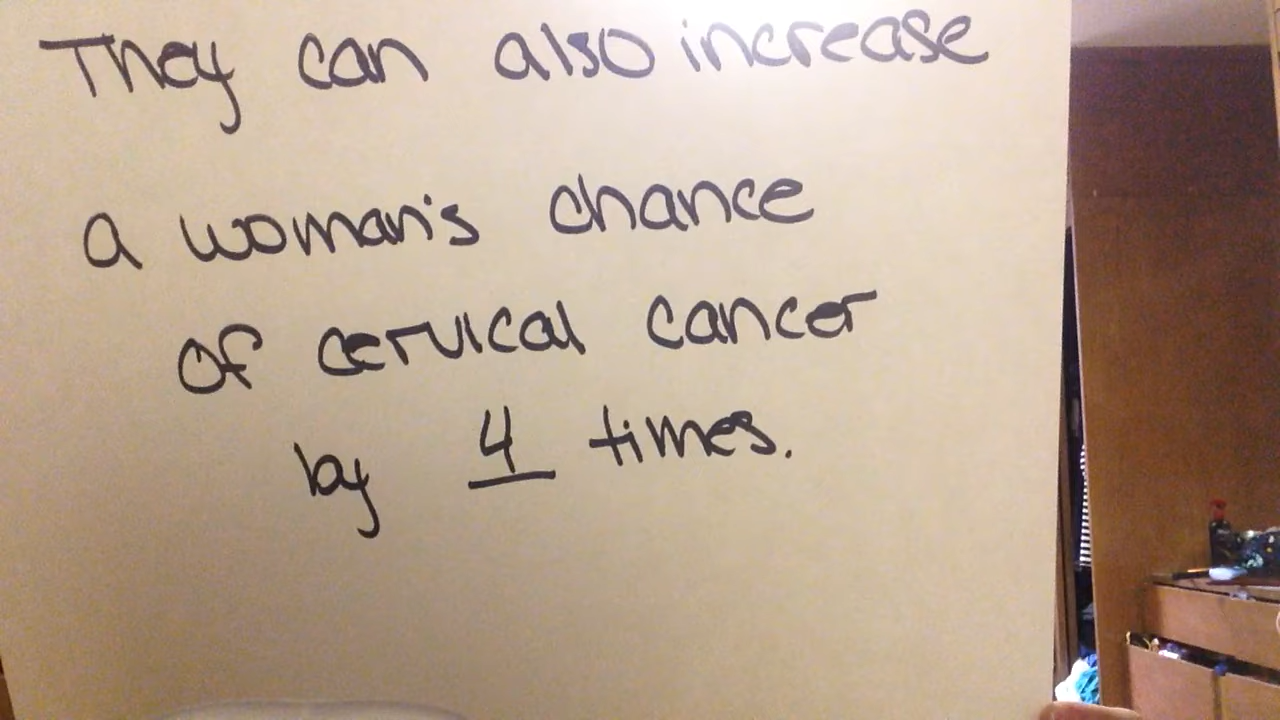 They can also increase
a woman's chance
of cervical cancer
by 4 times.